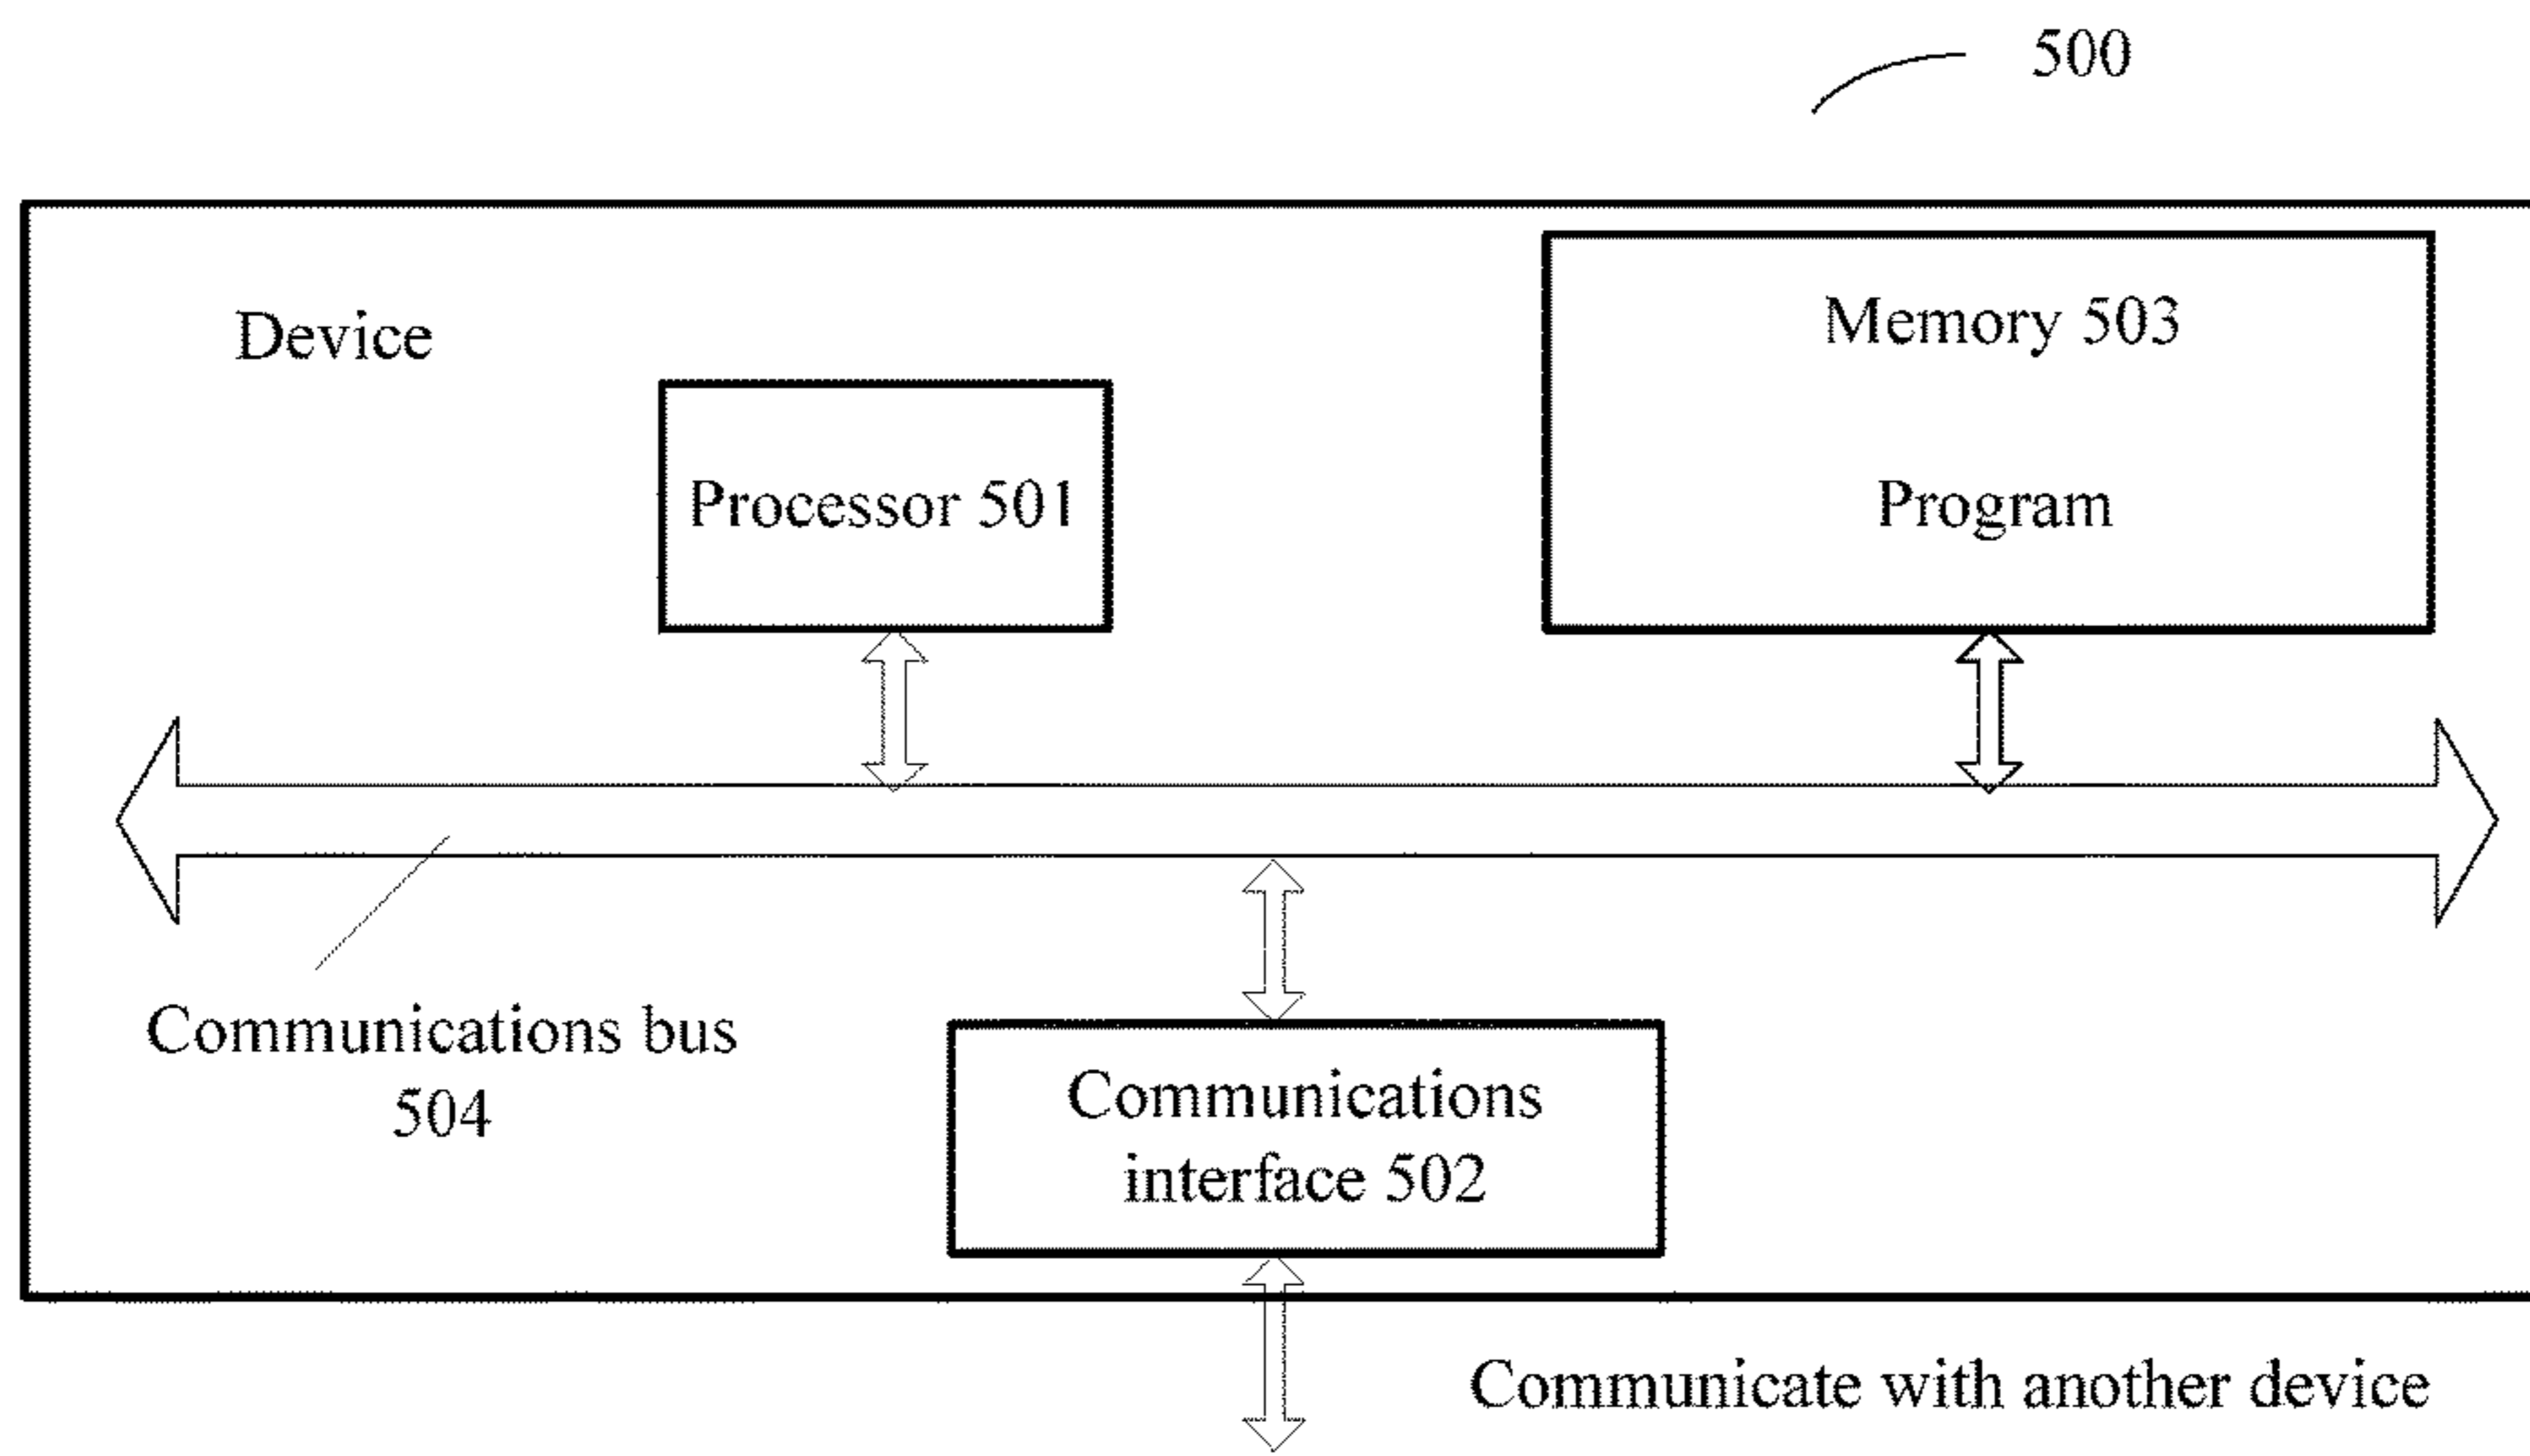 500
Device
Memory 503
Processor 501
Program
Communications bus
504
Communications
interface 502
Communicate with another device